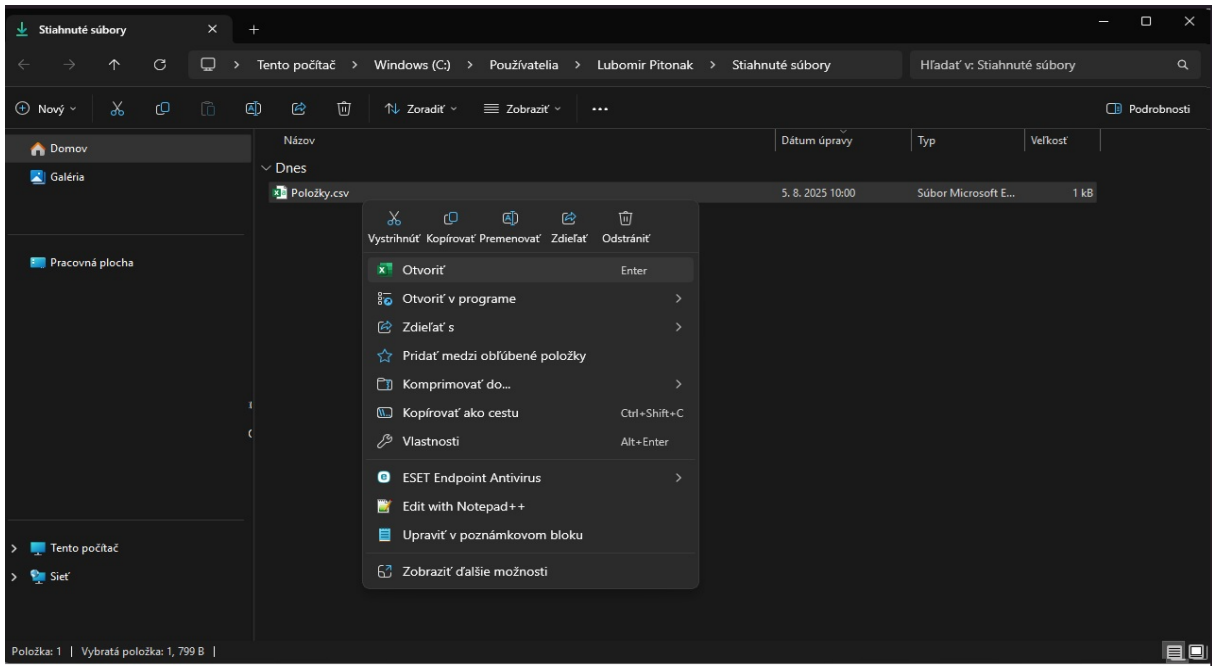 Stiahnuté súbory
Tento počítač > Windows (C:) > Používatelia > Lubomir Pitonak > Stiahnuté súbory
Hľadať v: Stiahnuté súbory
Nový
Zoradiť
Zobraziť
Podrobnosti
Domov
Galéria
Pracovná plocha
Tento počítač
Sieť
Názov Dátum úpravy Typ Veľkosť
Dnes
Položky.csv 5. 8. 2025 10:00 Súbor Microsoft E... 1 kB
Vystrihnúť Kopírovať Premenovať Zdieľať Odstrániť
Otvoriť Enter
Otvoriť v programe
Zdieľať s
Pridať medzi obľúbené položky
Komprimovať do...
Kopírovať ako cestu Ctrl+Shift+C
Vlastnosti Alt+Enter
ESET Endpoint Antivirus
Edit with Notepad++
Upraviť v poznámkovom bloku
Zobraziť ďalšie možnosti
Položka: 1 | Vybratá položka: 1, 799 B |